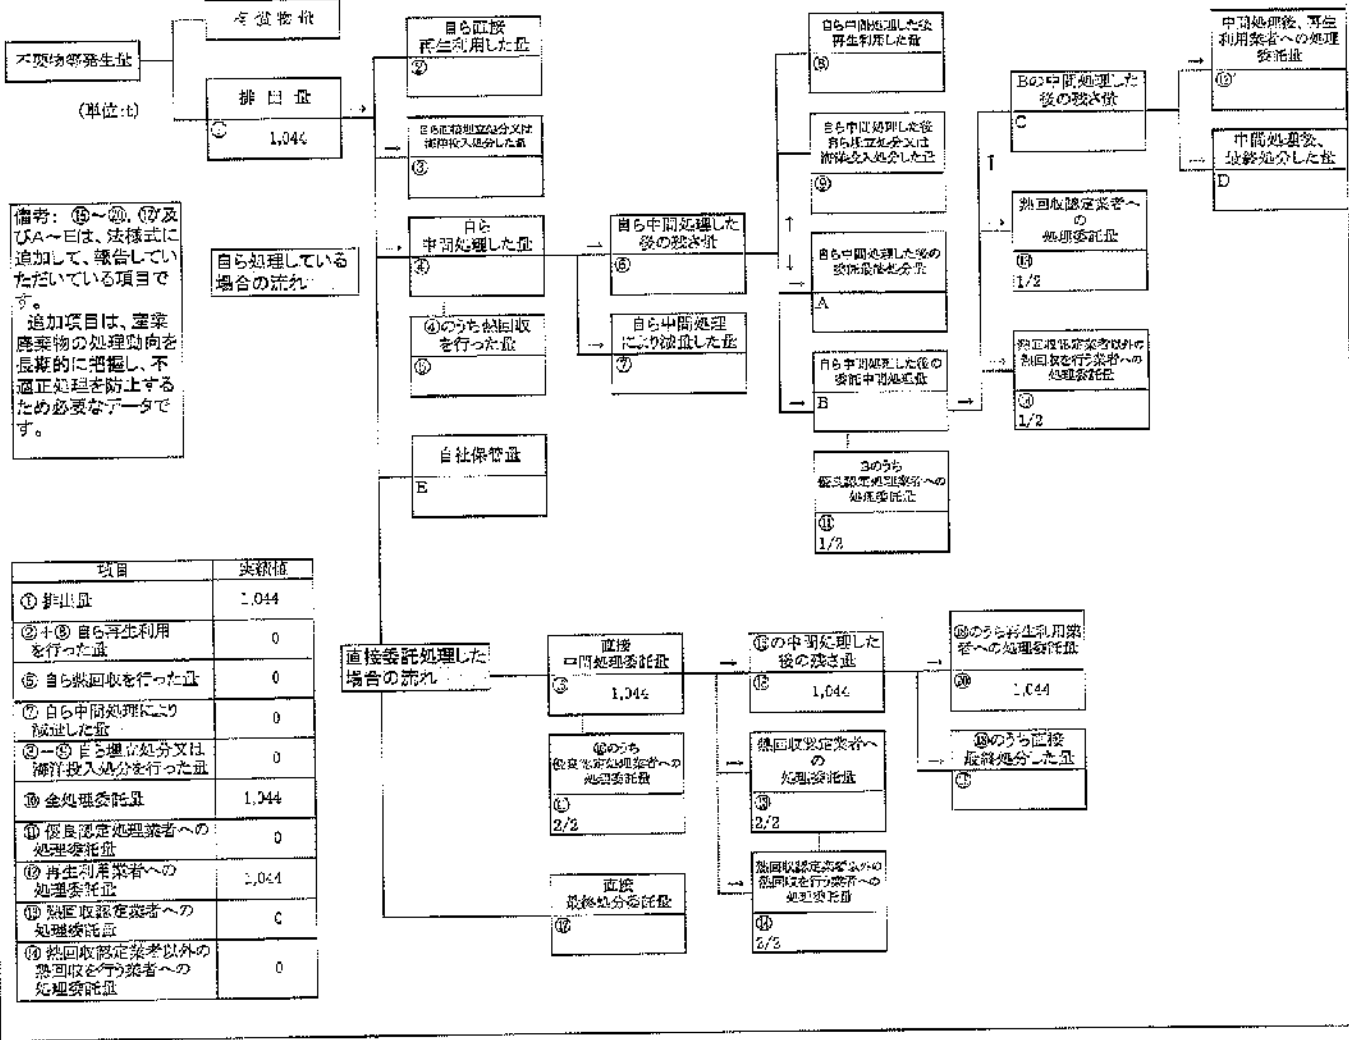 有償物量
不要物等発生量
(単位:t)
排出量
①
1,044
自ら直接
再生利用した量
②
自ら直接埋立処分又は
海洋投入処分した量
③
自ら
中間処理した量
④
④のうち熱回収
を行った量
⑤
自ら中間処理した
後の残さ量
⑥
自ら中間処理
により減量した量
⑦
自ら中間処理した後
再生利用した量
⑧
自ら中間処理した後
自ら埋立処分又は
海洋投入処分した量
⑨
自ら中間処理した後の
委託最終処分量
A
自ら中間処理した後の
委託中間処理量
B
Bのうち
優良認定処理業者への
処理委託量
⑪
1/2
Bの中間処理した
後の残さ量
C
熱回収認定業者へ
の
処理委託量
⑬
1/2
熱回収認定業者以外の
熱回収を行う業者への
処理委託量
⑭
1/2
中間処理後、再生
利用業者への処理
委託量
⑫'
中間処理後、
最終処分した量
D
備考: ⑮~⑳, ⑫'及
びA~Eは、法様式に
追加して、報告してい
ただいている項目で
す。
追加項目は、産業
廃棄物の処理動向を
長期的に把握し、不
適正処理を防止する
ため必要なデータで
す。
自ら処理している
場合の流れ
自社保管量
E
項目 実績値
① 排出量 1,044
②+⑧ 自ら再生利用
を行った量 0
⑤ 自ら熱回収を行った量 0
⑦ 自ら中間処理により
減量した量 0
③+⑨ 自ら埋立処分又は
海洋投入処分を行った量 0
⑩ 全処理委託量 1,044
⑪ 優良認定処理業者への
処理委託量 0
⑫ 再生利用業者への
処理委託量 1,044
⑬ 熱回収認定業者への
処理委託量 0
⑭ 熱回収認定業者以外の
熱回収を行う業者への
処理委託量 0
直接委託処理した
場合の流れ
直接
中間処理委託量
⑮
1,044
のうち
優良認定処理業者への
処理委託量
⑪
2/2
直接
最終処分委託量
⑰
の中間処理した
後の残さ量
1,044
熱回収認定業者へ
の
処理委託量
⑬
2/2
熱回収認定業者以外の
熱回収を行う業者への
処理委託量
⑭
2/2
⑱のうち再生利用業
者への処理委託量
⑳
1,044
⑱のうち直接
最終処分した量